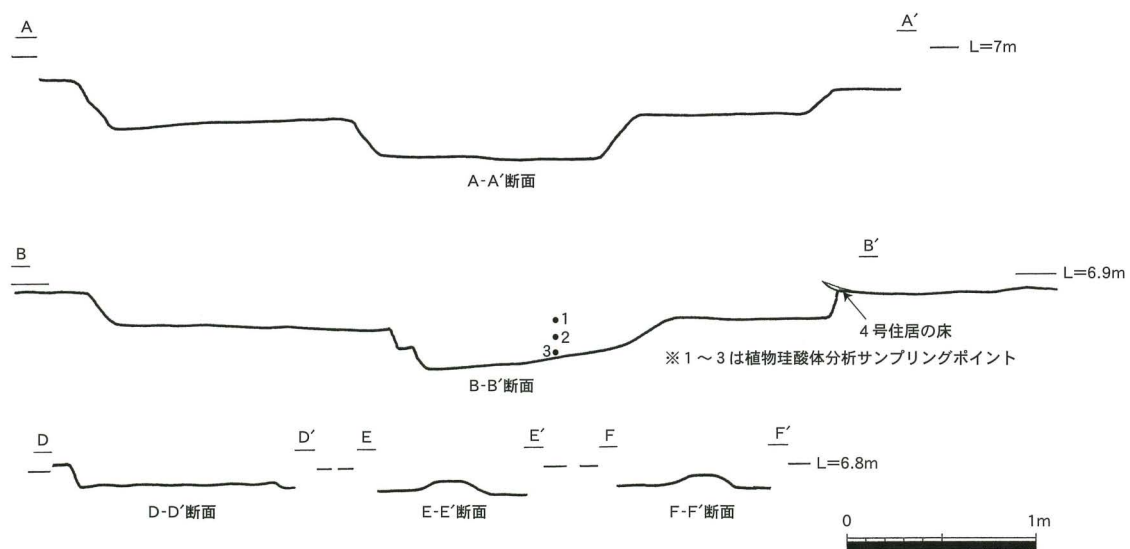 A A′
L=7m
A-A′断面
B B′
L=6.9m
1
2
3
4号住居の床
※1～3は植物珪酸体分析サンプリングポイント
B-B′断面
D D′ E E′ F F′
L=6.8m
D-D′断面 E-E′断面 F-F′断面
0 1m